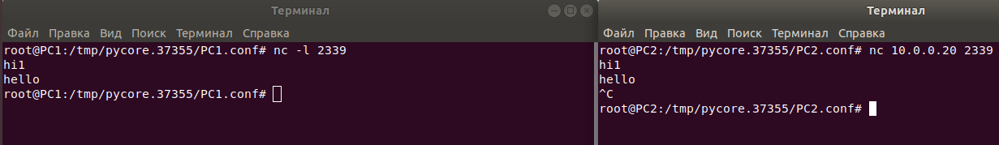 Терминал
Файл Правка Вид Поиск Терминал Справка
root@PC1:/tmp/pycore.37355/PC1.conf# nc -l 2339
hi1
hello
root@PC1:/tmp/pycore.37355/PC1.conf#
Терминал
Файл Правка Вид Поиск Терминал Справка
root@PC2:/tmp/pycore.37355/PC2.conf# nc 10.0.0.20 2339
hi1
hello
^C
root@PC2:/tmp/pycore.37355/PC2.conf#